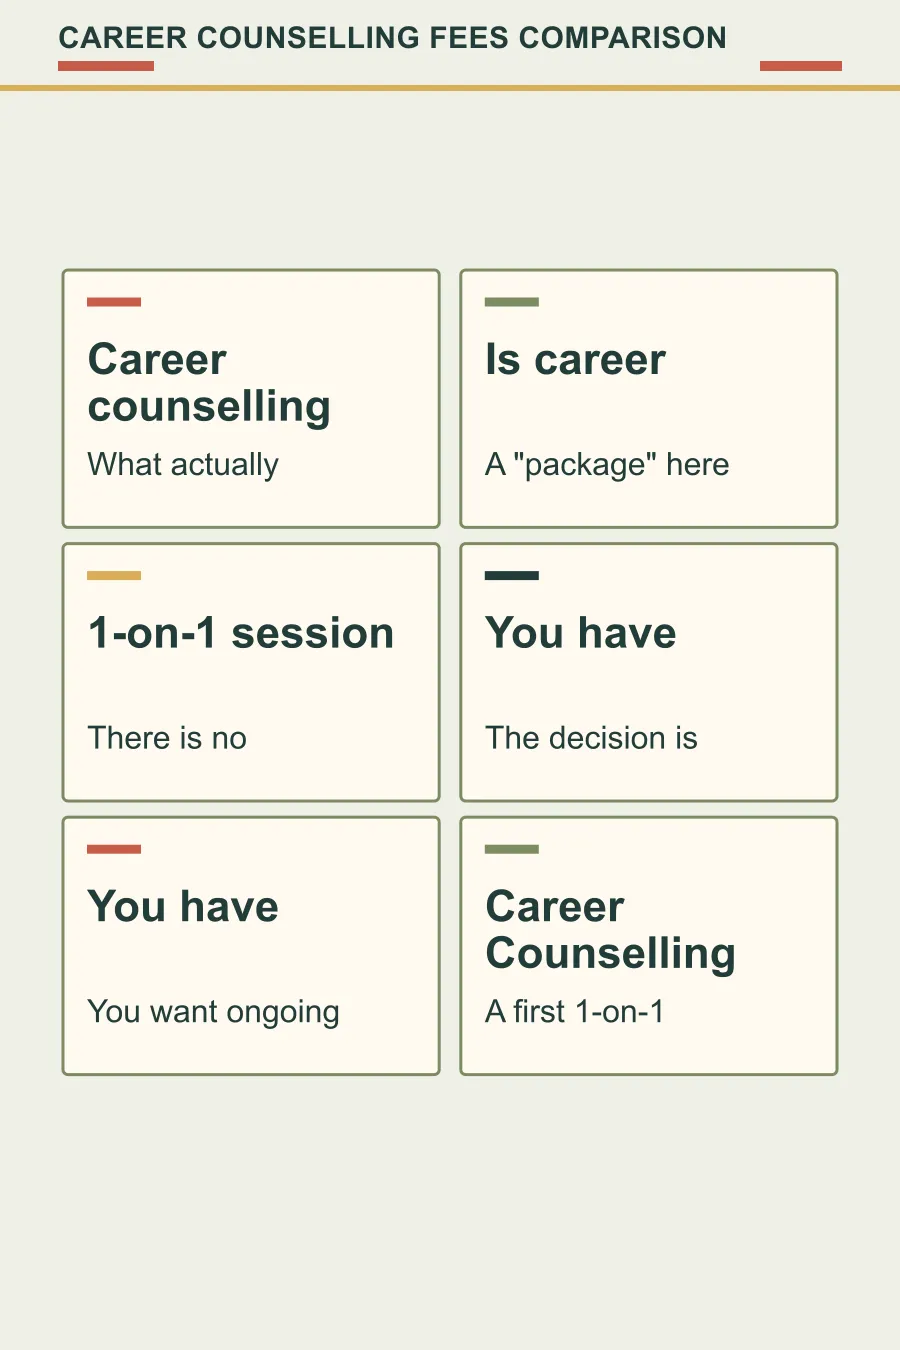 CAREER COUNSELLING FEES COMPARISON
Career
counselling
What actually
Is career
A "package" here
1-on-1 session
There is no
You have
The decision is
You have
You want ongoing
Career
Counselling
A first 1-on-1